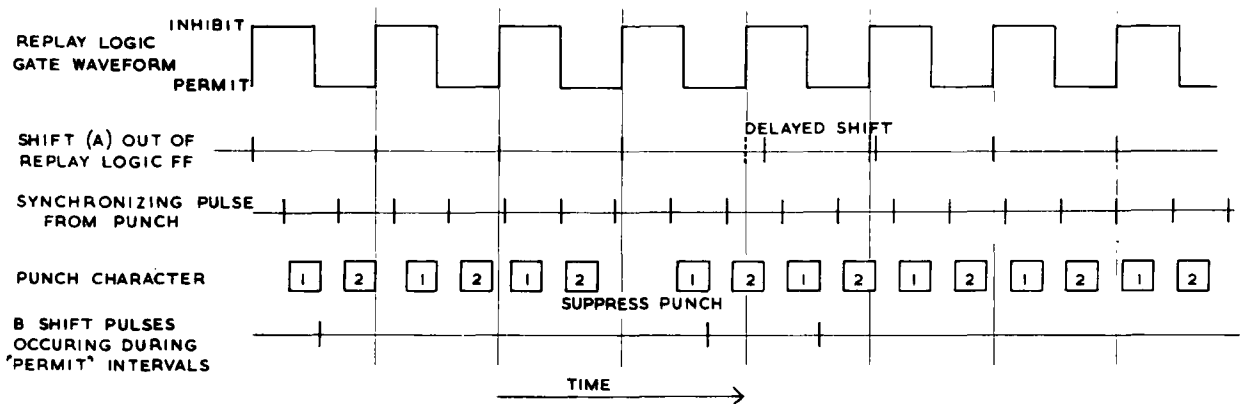 INHIBIT
REPLAY LOGIC
GATE WAVEFORM
PERMIT
DELAYED SHIFT
SHIFT (A) OUT OF
REPLAY LOGIC FF
SYNCHRONIZING PULSE
FROM PUNCH
PUNCH CHARACTER
1 2 1 2 1 2 1 2 1 2 1 2 1 2 1 2
SUPPRESS PUNCH
B SHIFT PULSES
OCCURING DURING
'PERMIT' INTERVALS
TIME